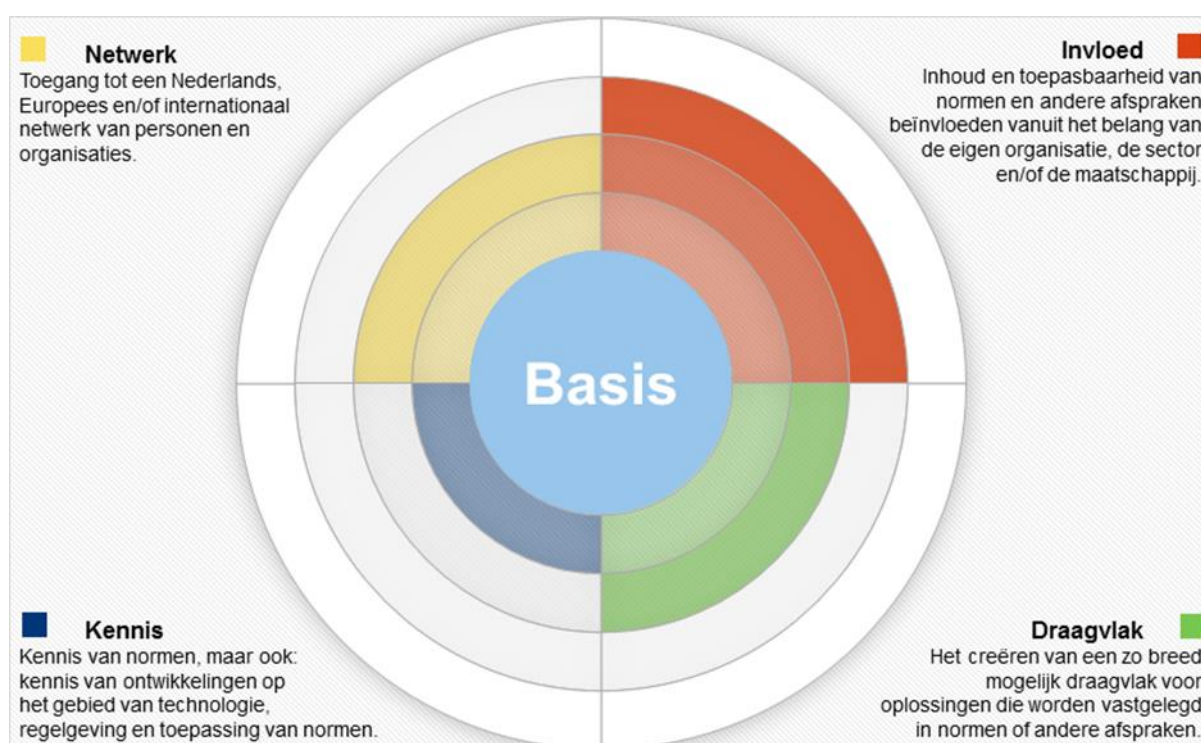 Netwerk
Toegang tot een Nederlands,
Europees en/of internationaal
netwerk van personen en
organisaties.
Invloed
Inhoud en toepasbaarheid van
normen en andere afspraken
beïnvloeden vanuit het belang van
de eigen organisatie, de sector
en/of de maatschappij.
Basis
Kennis
Kennis van normen, maar ook:
kennis van ontwikkelingen op
het gebied van technologie,
regelgeving en toepassing van normen.
Draagvlak
Het creëren van een zo breed
mogelijk draagvlak voor
oplossingen die worden vastgelegd
in normen of andere afspraken.